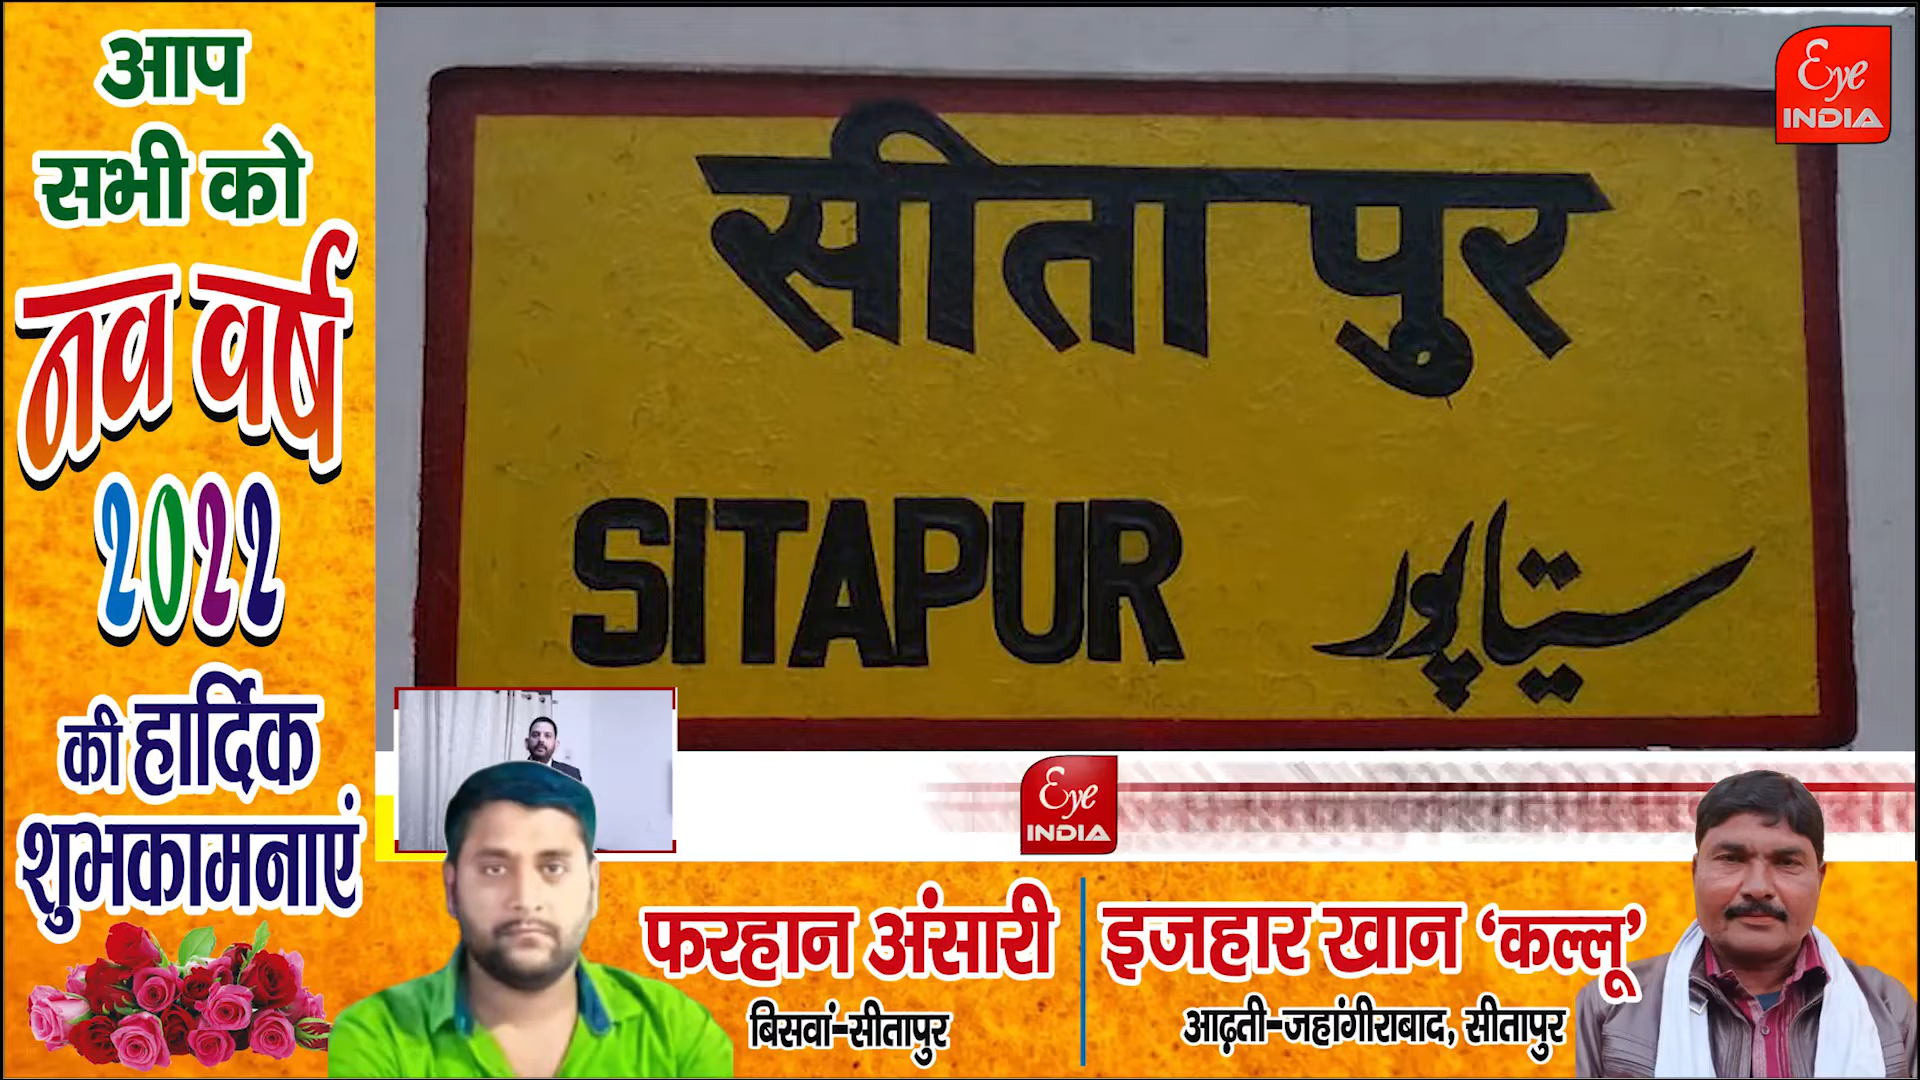 आप
सभी को
नव वर्ष
2022
की हार्दिक
शुभकामनाएं
Eye
INDIA
सीतापुर
SITAPUR
سیتاپور
Eye
INDIA
फरहान अंसारी
बिसवां-सीतापुर
इजहार खान ‘कल्लू’
आढ़ती-जहांगीराबाद, सीतापुर